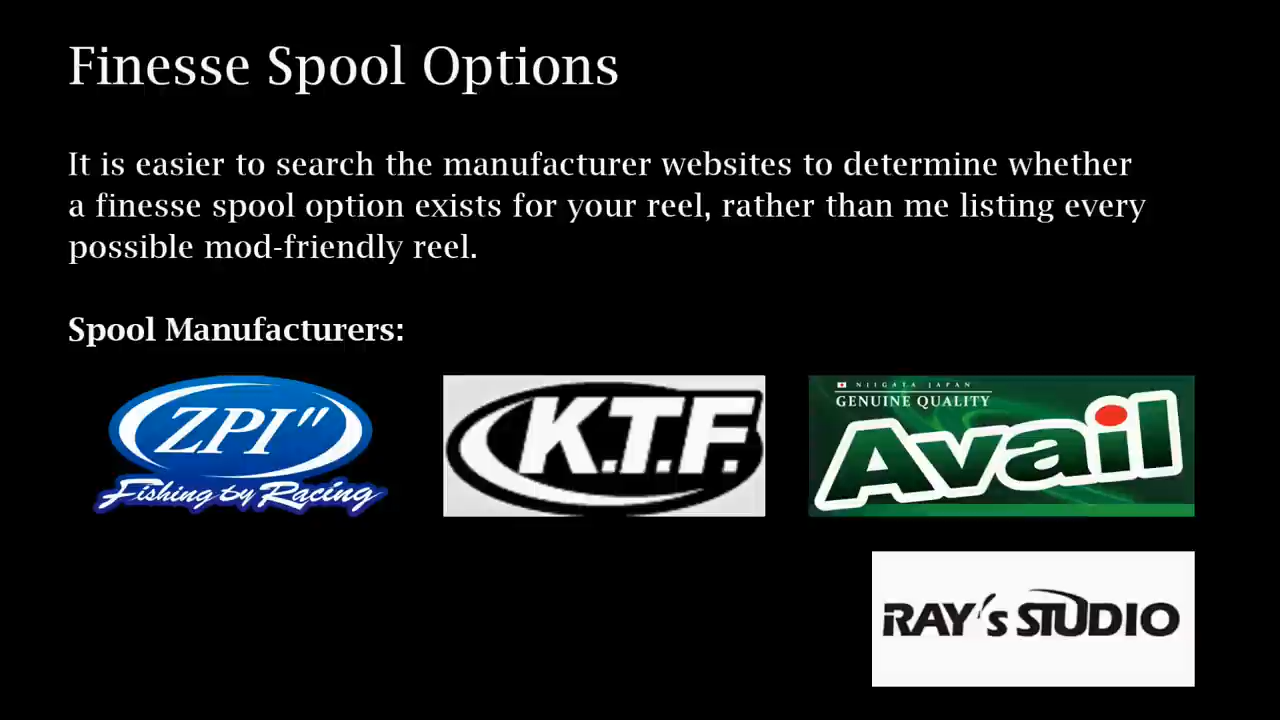 Finesse Spool Options
It is easier to search the manufacturer websites to determine whether
a finesse spool option exists for your reel, rather than me listing every
possible mod-friendly reel.
Spool Manufacturers:
ZPI"
Fishing by Racing
K.T.F.
NIIGATA JAPAN
GENUINE QUALITY
Avail
RAY's STUDIO